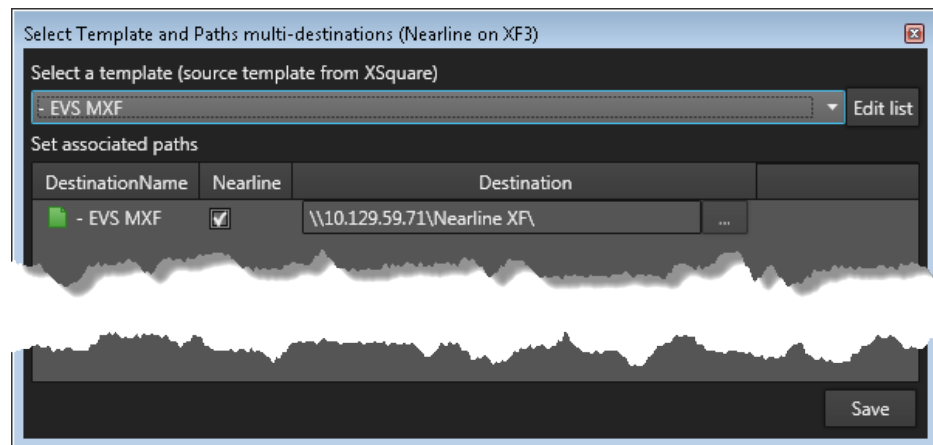 Select Template and Paths multi-destinations (Nearline on XF3)
Select a template (source template from XSquare)
- EVS MXF Edit list
Set associated paths
DestinationName Nearline Destination
- EVS MXF \\10.129.59.71\Nearline XF\ ...
Save